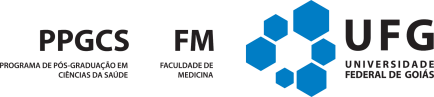 PPGCS
PROGRAMA DE PÓS-GRADUAÇÃO EM
CIÊNCIAS DA SAÚDE
FM
FACULDADE DE
MEDICINA
UFG
UNIVERSIDADE
FEDERAL DE GOIÁS